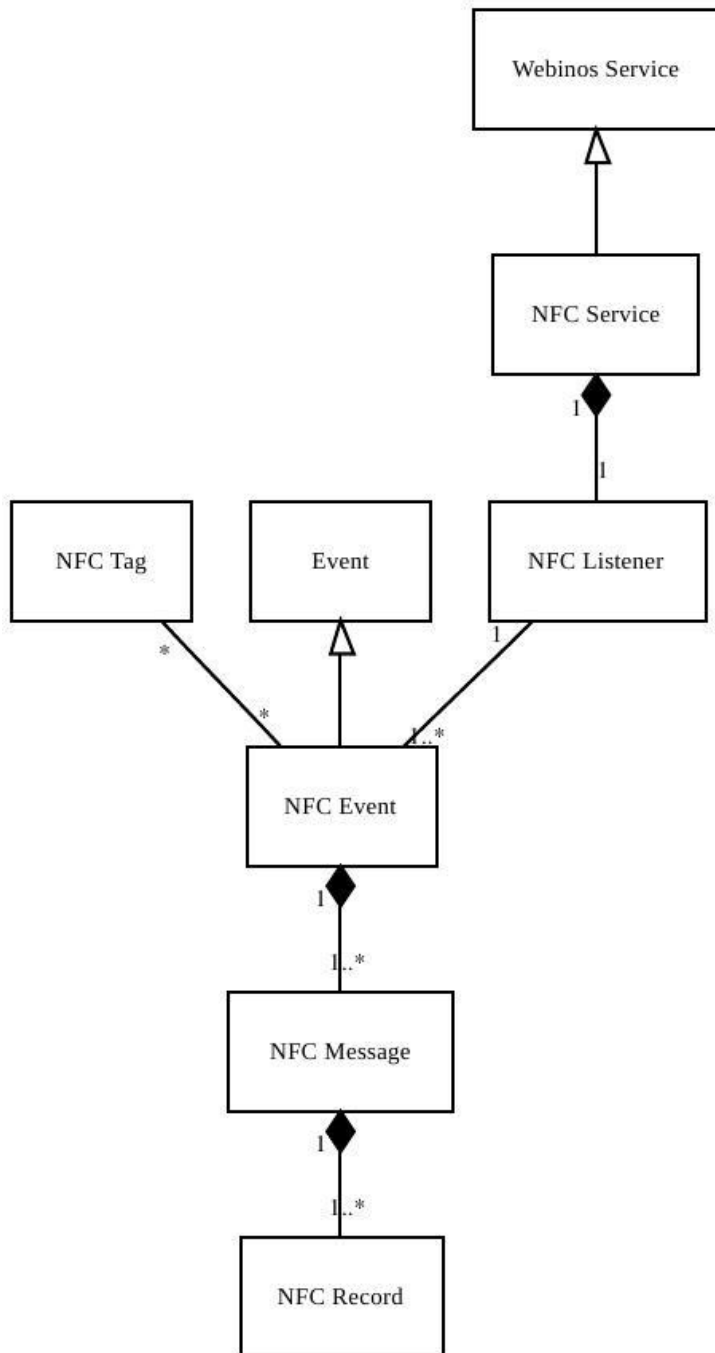 Webinos Service
NFC Service
1
1
NFC Tag
Event
NFC Listener
*
1
*
1..*
NFC Event
1
1..*
NFC Message
1
1..*
NFC Record